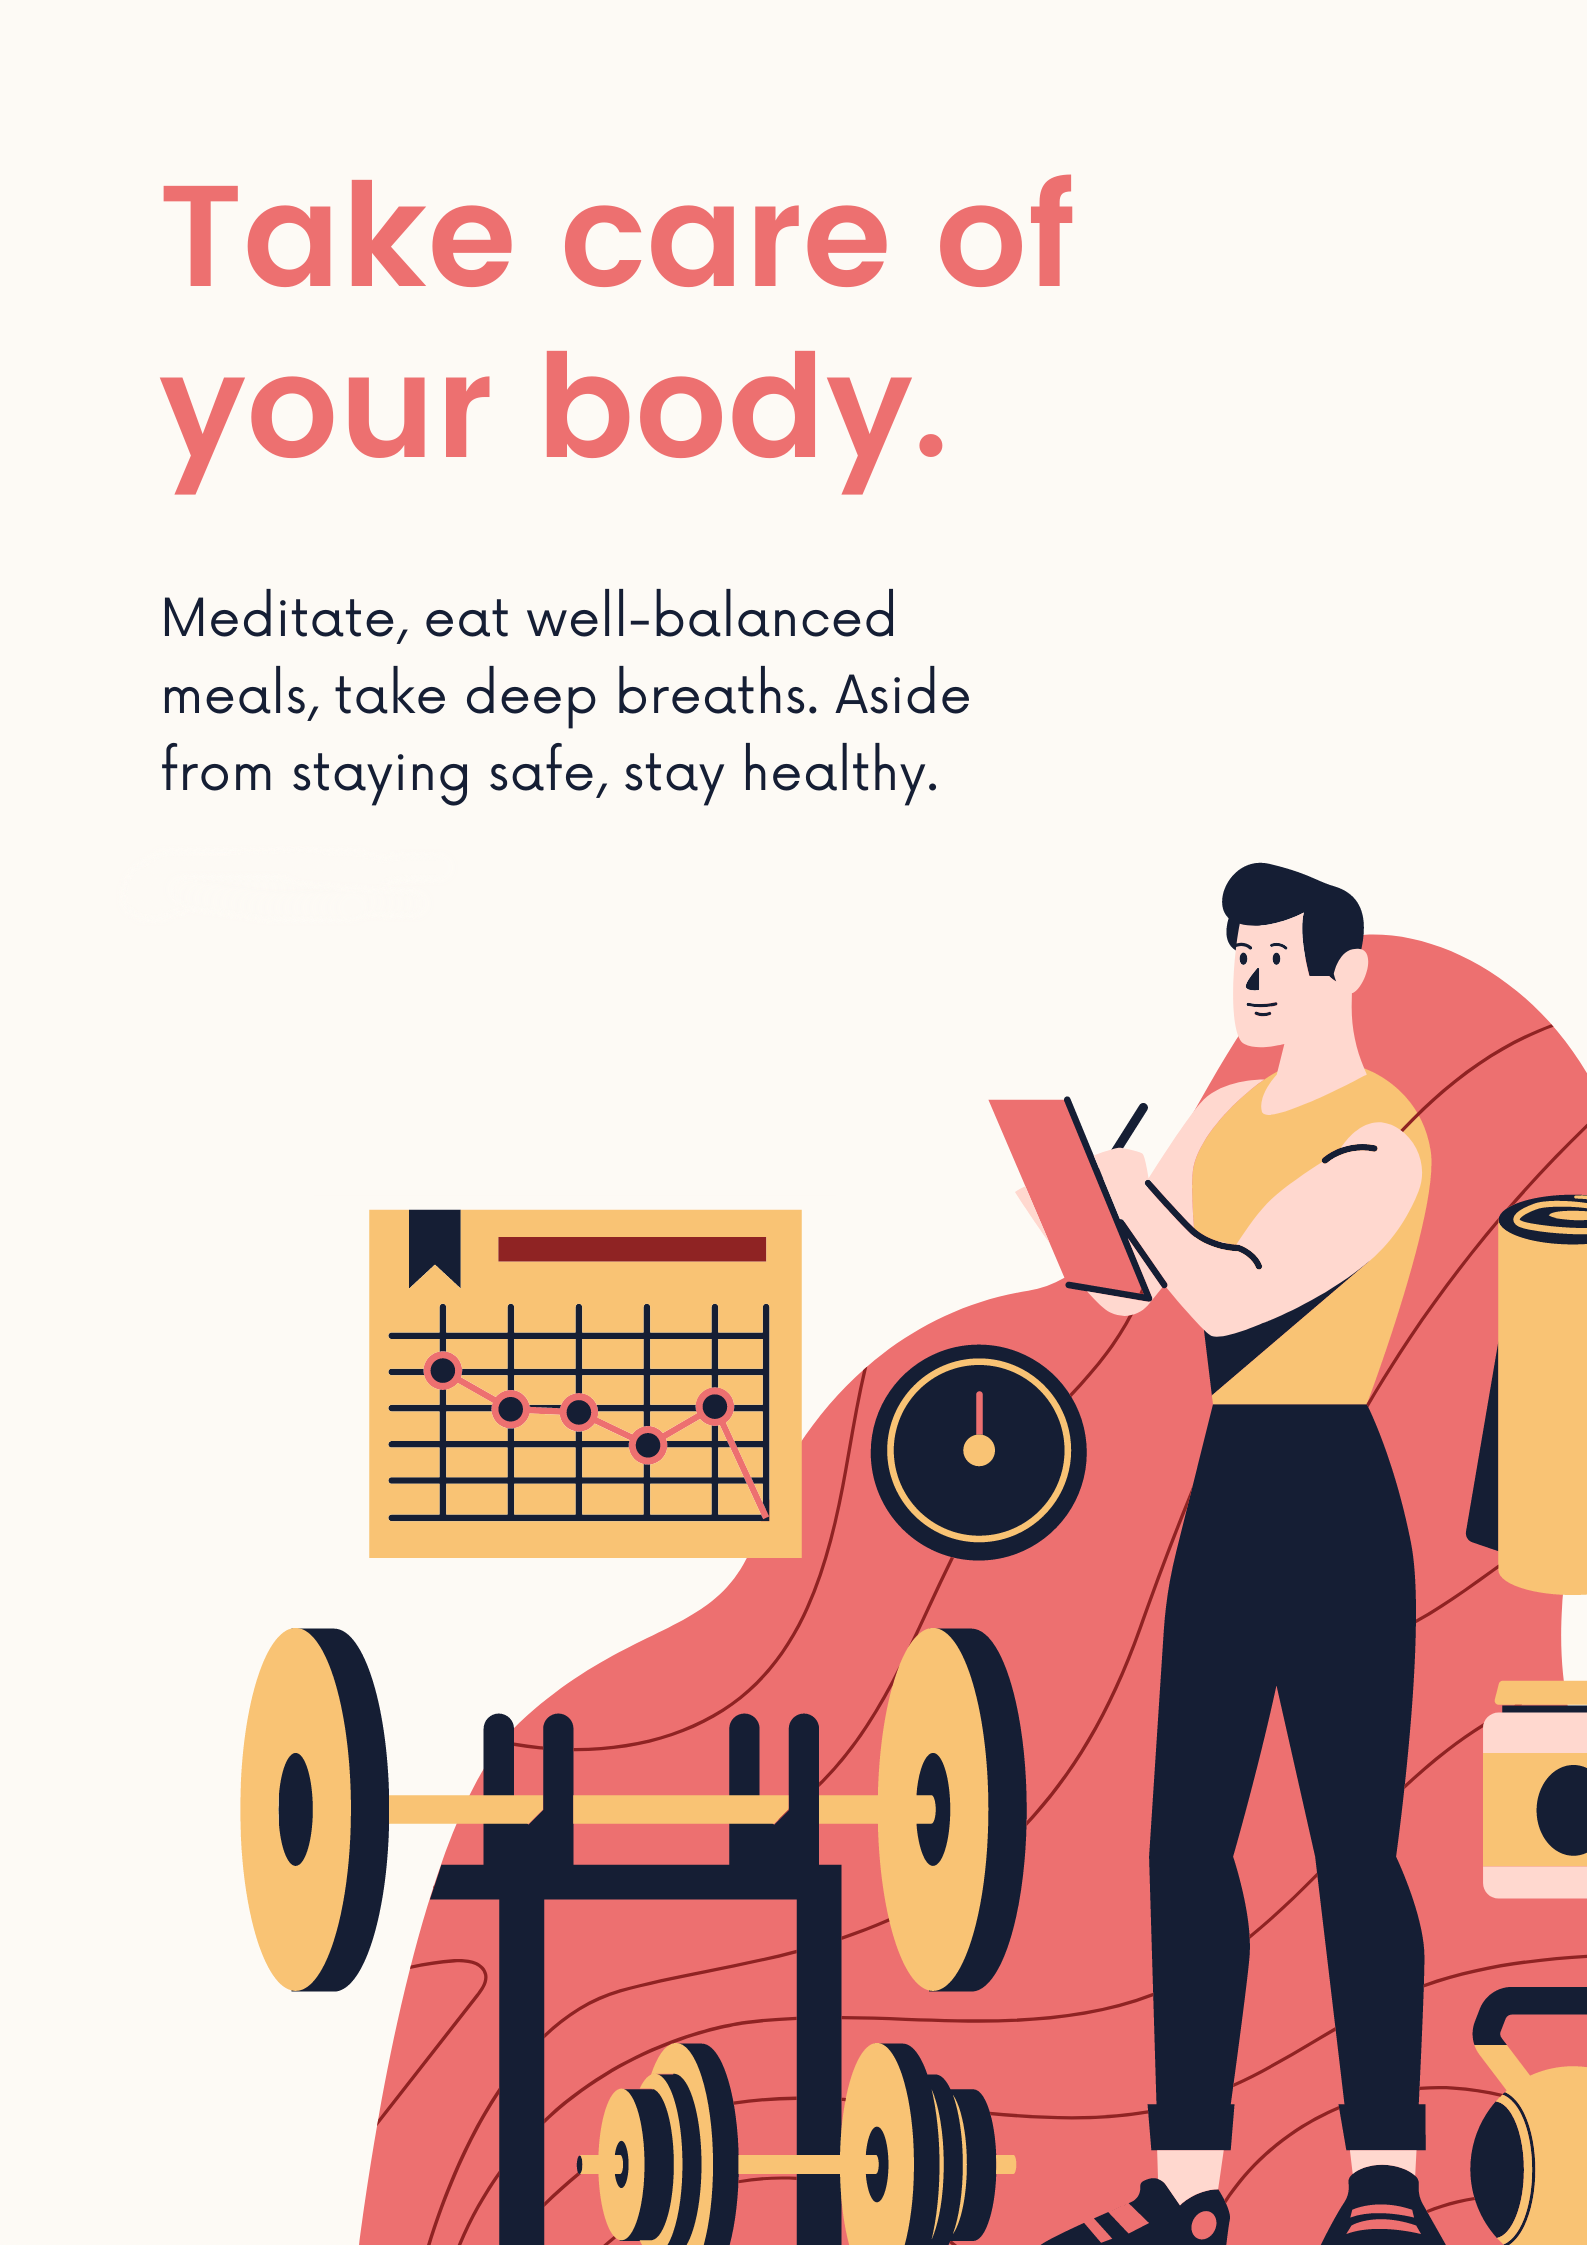 Take care of
your body.
Meditate, eat well-balanced
meals, take deep breaths. Aside
from staying safe, stay healthy.